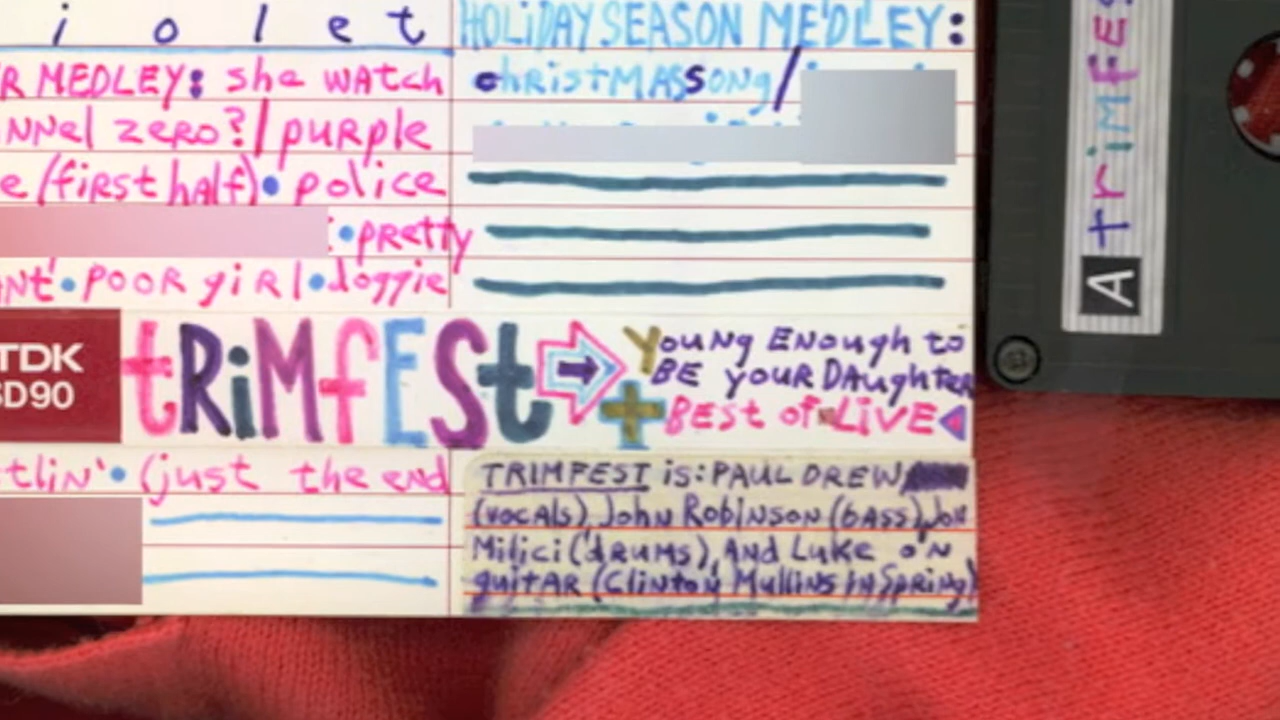 iolet
R MEDLEY: she watch
nnel zero?/purple
e (first half)• police
•pretty
ant'•poor girl•doggie
HOLIDAY SEASON MEDLEY:
christMASsong/
TDK
SD90
tRiMfESt
Young Enough to
BE youR DAughter
+ BEST of LiVE
tlin'• (just the end
TRIMFEST is: PAUL DREW
(vocals), John Robinson (bass), Jon
Milici (drums), And Luke o'n
guitar (Clinton Mullins in Spring)
A triMfES